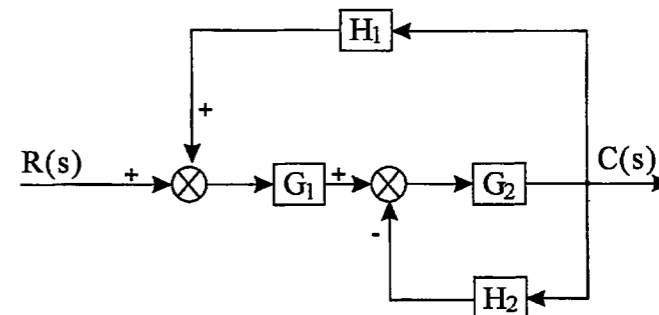 H1
+
R(s)
+
G1
+
G2
C(s)
-
H2